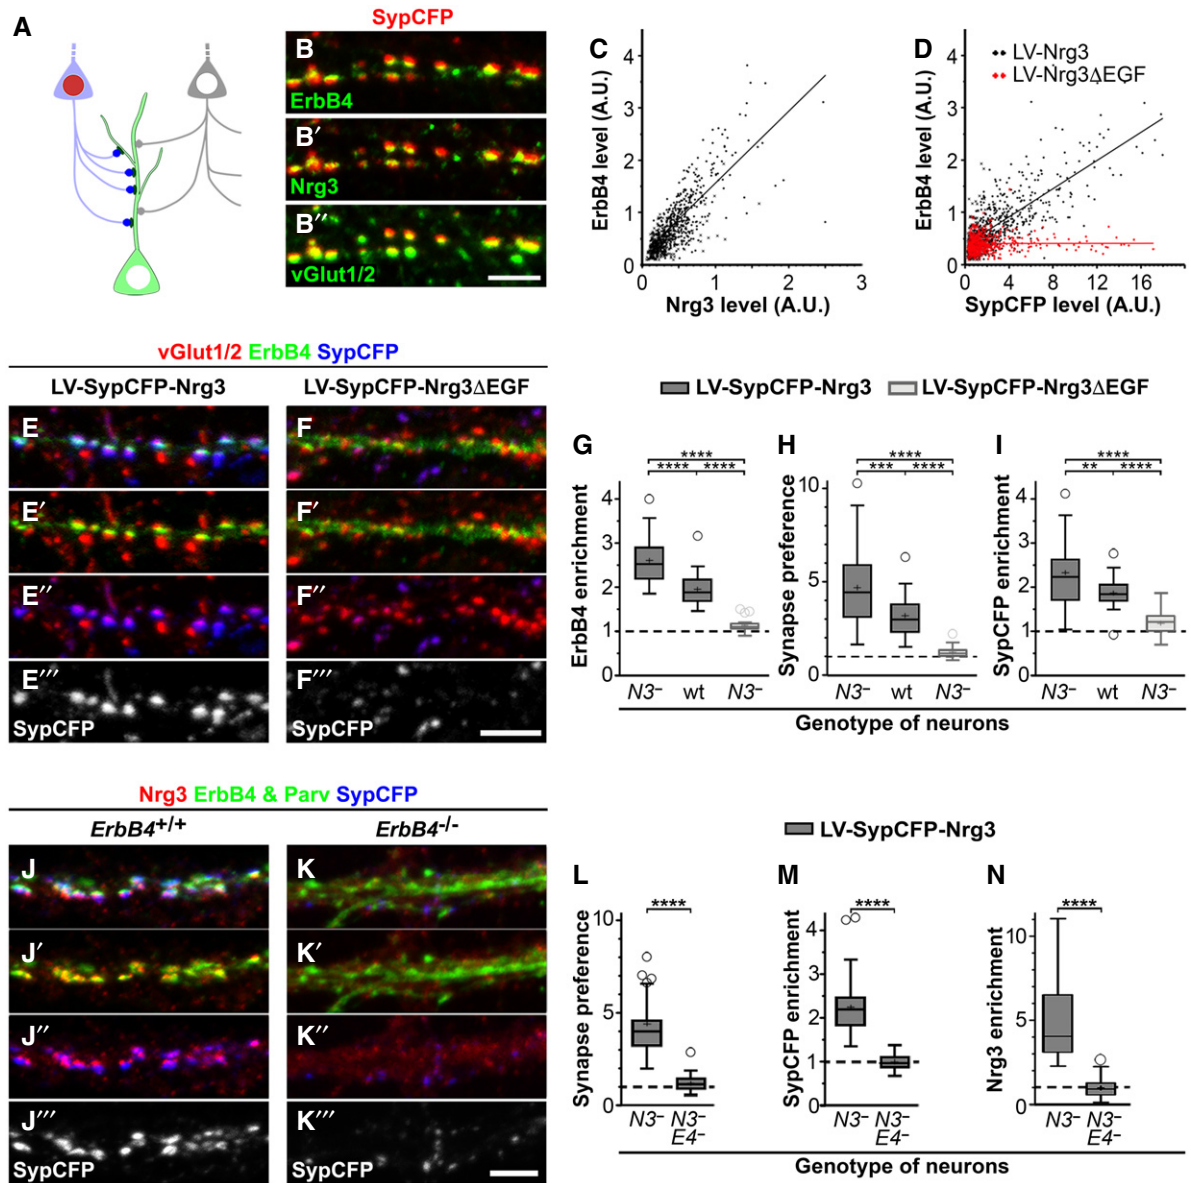 A
SypCFP
B
ErbB4
B′
Nrg3
B″
vGlut1/2
C
ErbB4 level (A.U.)
4
3
2
1
0
0 1 2 3
Nrg3 level (A.U.)
D
LV-Nrg3
LV-Nrg3ΔEGF
ErbB4 level (A.U.)
4
3
2
1
0
0 4 8 12 16
SypCFP level (A.U.)
vGlut1/2 ErbB4 SypCFP
LV-SypCFP-Nrg3 LV-SypCFP-Nrg3ΔEGF
E F
E′ F′
E″ F″
E‴ F‴
SypCFP SypCFP
LV-SypCFP-Nrg3 LV-SypCFP-Nrg3ΔEGF
G
****
**** ****
ErbB4 enrichment
4
3
2
1
0
N3- wt N3-
H
****
*** ****
Synapse preference
10
5
0
N3- wt N3-
I
****
** ****
SypCFP enrichment
4
3
2
1
0
N3- wt N3-
Genotype of neurons
Nrg3 ErbB4 & Parv SypCFP
ErbB4+/+ ErbB4-/-
J K
J′ K′
J″ K″
J‴ K‴
SypCFP SypCFP
LV-SypCFP-Nrg3
L
****
Synapse preference
10
5
0
N3- N3-
E4-
M
****
SypCFP enrichment
4
3
2
1
0
N3- N3-
E4-
N
****
Nrg3 enrichment
10
5
0
N3- N3-
E4-
Genotype of neurons